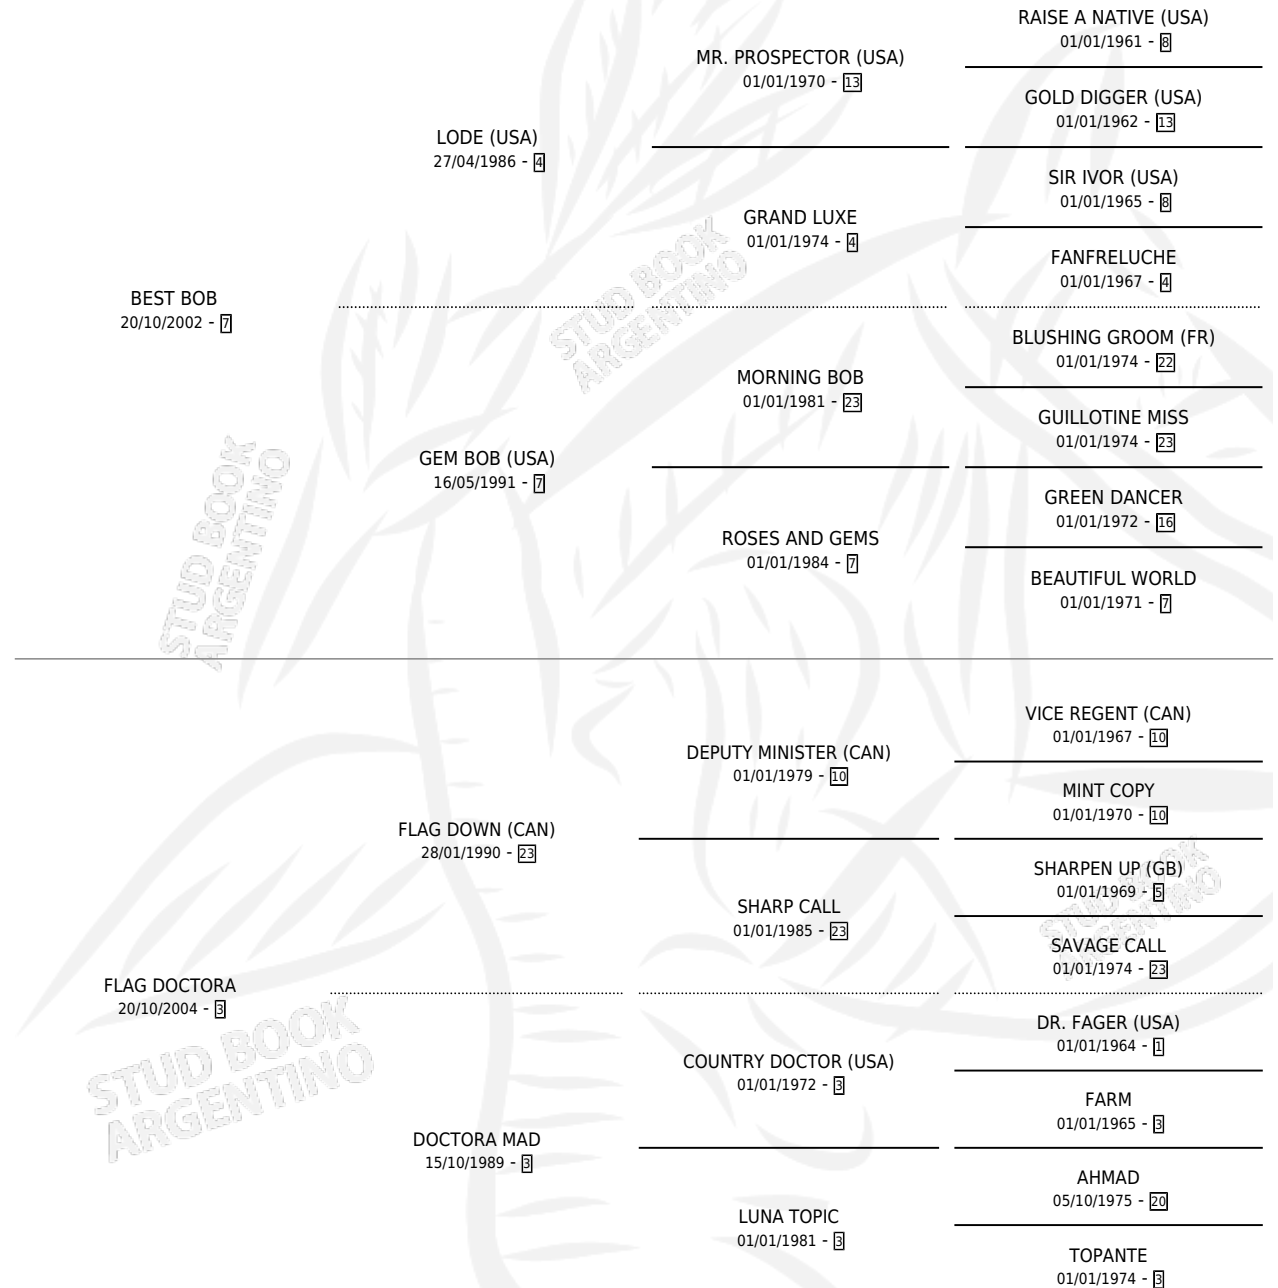 RAISE A NATIVE (USA)
01/01/1961 - 8
MR. PROSPECTOR (USA)
01/01/1970 - 13
GOLD DIGGER (USA)
01/01/1962 - 13
LODE (USA)
27/04/1986 - 4
SIR IVOR (USA)
01/01/1965 - 8
GRAND LUXE
01/01/1974 - 4
FANFRELUCHE
01/01/1967 - 4
BEST BOB
20/10/2002 - 7
STUD BOOK
ARGENTINO
BLUSHING GROOM (FR)
01/01/1974 - 22
MORNING BOB
01/01/1981 - 23
GUILLOTINE MISS
01/01/1974 - 23
GEM BOB (USA)
16/05/1991 - 7
GREEN DANCER
01/01/1972 - 16
ROSES AND GEMS
01/01/1984 - 7
BEAUTIFUL WORLD
01/01/1971 - 7
STUD BOOK
ARGENTINO
VICE REGENT (CAN)
01/01/1967 - 10
DEPUTY MINISTER (CAN)
01/01/1979 - 10
MINT COPY
01/01/1970 - 10
FLAG DOWN (CAN)
28/01/1990 - 23
SHARPEN UP (GB)
01/01/1969 - 5
SHARP CALL
01/01/1985 - 23
SAVAGE CALL
01/01/1974 - 23
STUD BOOK
ARGENTINO
FLAG DOCTORA
20/10/2004 - 3
STUD BOOK
ARGENTINO
DR. FAGER (USA)
01/01/1964 - 1
COUNTRY DOCTOR (USA)
01/01/1972 - 3
FARM
01/01/1965 - 3
DOCTORA MAD
15/10/1989 - 3
AHMAD
05/10/1975 - 20
LUNA TOPIC
01/01/1981 - 3
TOPANTE
01/01/1974 - 3